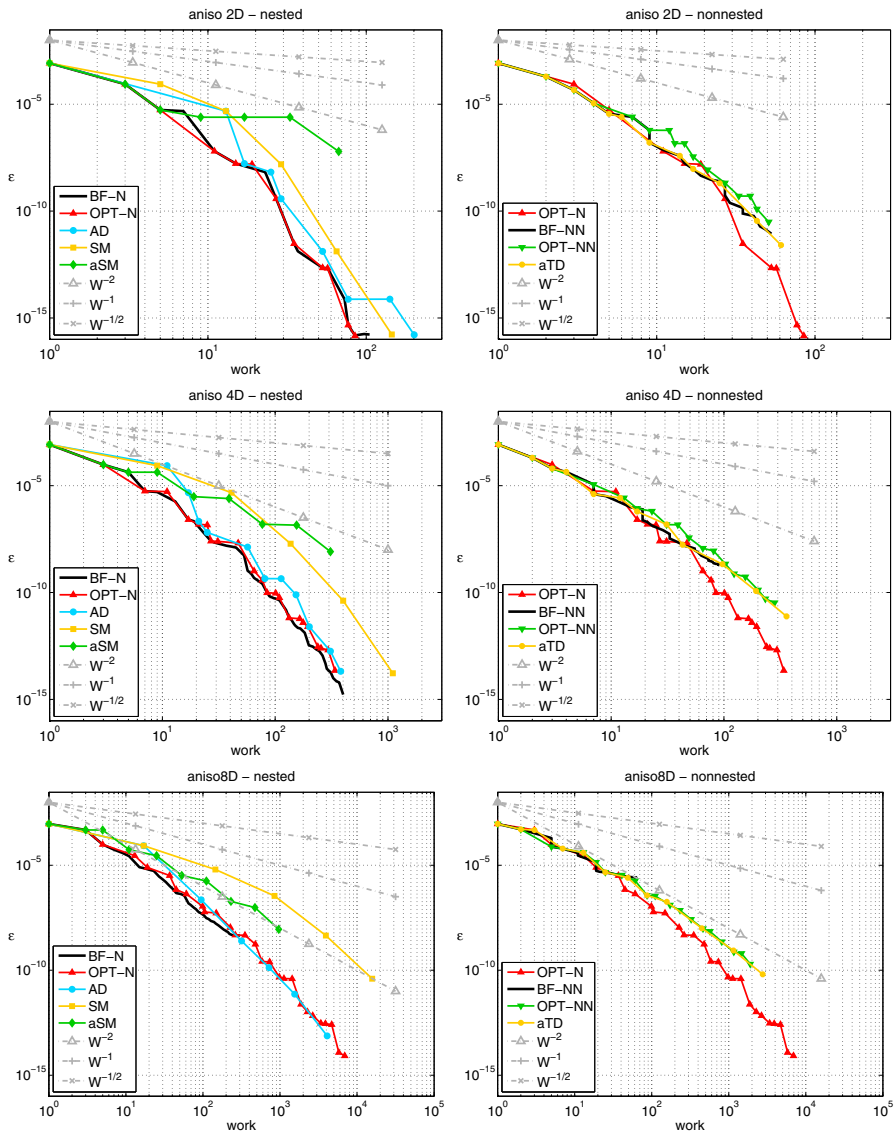 aniso 2D – nested
10^-5
10^-10
10^-15
ε
BF–N
OPT–N
AD
SM
aSM
W^-2
W^-1
W^-1/2
10^0
10^1
10^2
work
aniso 2D – nonnested
10^-5
10^-10
10^-15
ε
OPT–N
BF–NN
OPT–NN
aTD
W^-2
W^-1
W^-1/2
10^0
10^1
10^2
work
aniso 4D – nested
10^-5
10^-10
10^-15
ε
BF–N
OPT–N
AD
SM
aSM
W^-2
W^-1
W^-1/2
10^0
10^1
10^2
10^3
work
aniso 4D – nonnested
10^-5
10^-10
10^-15
ε
OPT–N
BF–NN
OPT–NN
aTD
W^-2
W^-1
W^-1/2
10^0
10^1
10^2
10^3
work
aniso8D – nested
10^-5
10^-10
10^-15
ε
BF–N
OPT–N
AD
SM
aSM
W^-2
W^-1
W^-1/2
10^0
10^1
10^2
10^3
10^4
10^5
work
aniso8D – nonnested
10^-5
10^-10
10^-15
ε
OPT–N
BF–NN
OPT–NN
aTD
W^-2
W^-1
W^-1/2
10^0
10^1
10^2
10^3
10^4
10^5
work